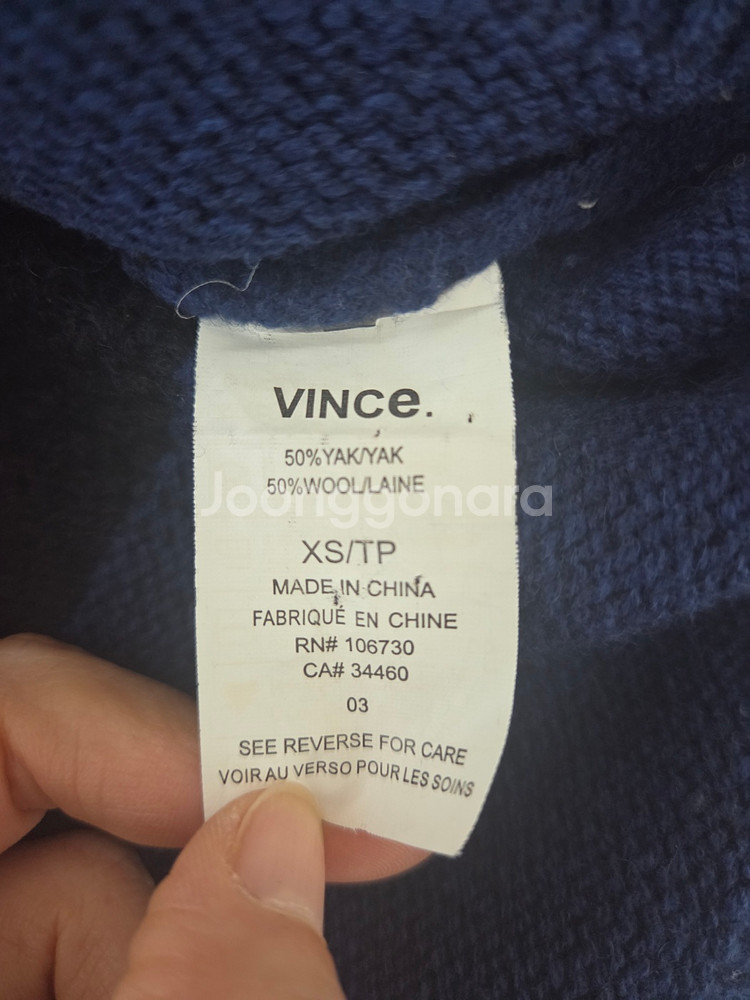 VINCe.
50%YAK/YAK
50%WOOL/LAINE
Joonggonara
XS/TP
MADE IN CHINA
FABRIQUÉ EN CHINE
RN# 106730
CA# 34460
03
SEE REVERSE FOR CARE
VOIR AU VERSO POUR LES SOINS